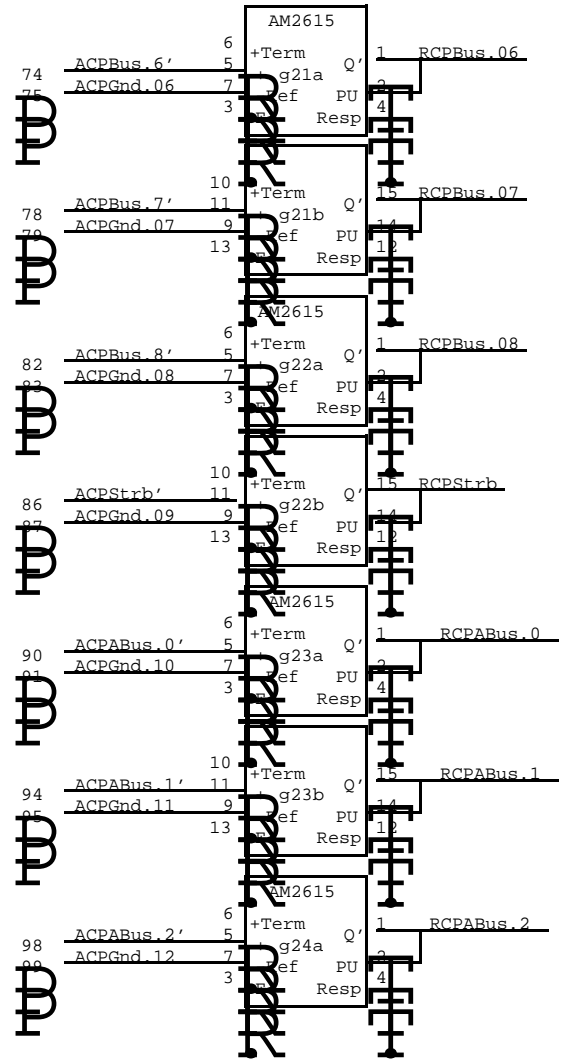 AM2615
6 +Term Q' 1 RCPBus.06
ACPBus.6' 5 + g21a
74 ACPGnd.06 7 Ref PU 2
75 3 Resp 4
10 +Term Q' 15 RCPBus.07
ACPBus.7' 11 g21b
78 ACPGnd.07 9 Ref PU 14
79 13 Resp 12
AM2615
6 +Term Q' 1 RCPBus.08
ACPBus.8' 5 g22a
82 ACPGnd.08 7 Ref PU 2
83 3 Resp 4
10 +Term Q' 15 RCPStrb
ACPStrb' 11 g22b
86 ACPGnd.09 9 Ref PU 14
87 13 Resp 12
AM2615
6 +Term Q' 1 RCPABus.0
ACPABus.0' 5 + g23a
90 ACPGnd.10 7 Ref PU 2
91 3 Resp 4
10 +Term Q' 15 RCPABus.1
ACPABus.1' 11 + g23b
94 ACPGnd.11 9 Ref PU 14
95 13 Resp 12
AM2615
6 +Term Q' 1 RCPABus.2
ACPABus.2' 5 + g24a
98 ACPGnd.12 7 Ref PU 2
99 3 Resp 4